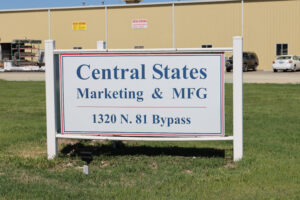 Central States
Marketing & MFG
1320 N. 81 Bypass